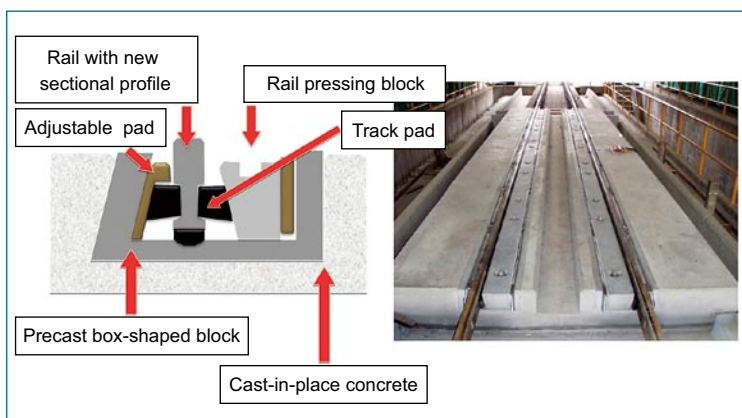 Rail with new
sectional profile
Rail pressing block
Adjustable pad
Track pad
Precast box-shaped block
Cast-in-place concrete